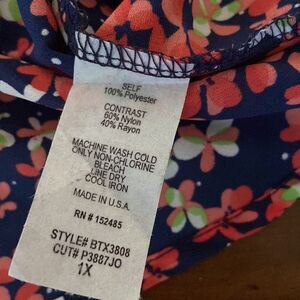 SELF
100% Polyester
CONTRAST
60% Nylon
40% Rayon
MACHINE WASH COLD
ONLY NON-CHLORINE
BLEACH
LINE DRY
COOL IRON
MADE IN U.S.A.
RN # 152485
STYLE# BTX3808
CUT# P3887JO
1X